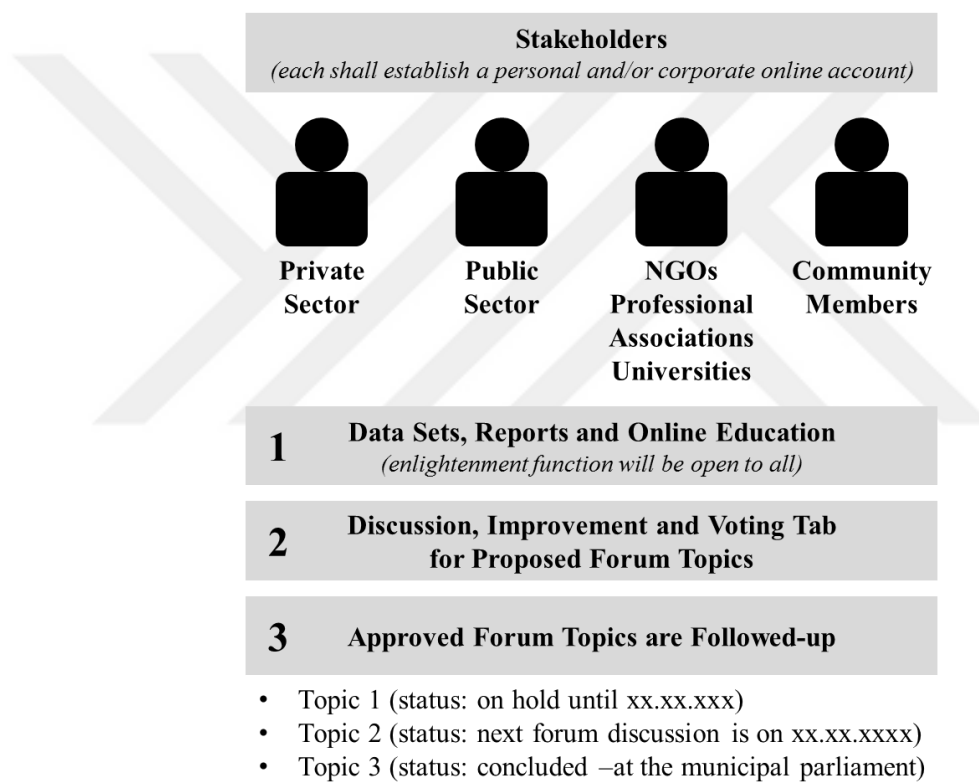 Stakeholders
(each shall establish a personal and/or corporate online account)
Private
Sector
Public
Sector
NGOs
Professional
Associations
Universities
Community
Members
1
Data Sets, Reports and Online Education
(enlightenment function will be open to all)
2
Discussion, Improvement and Voting Tab
for Proposed Forum Topics
3
Approved Forum Topics are Followed-up
• Topic 1 (status: on hold until xx.xx.xxx)
• Topic 2 (status: next forum discussion is on xx.xx.xxxx)
• Topic 3 (status: concluded –at the municipal parliament)